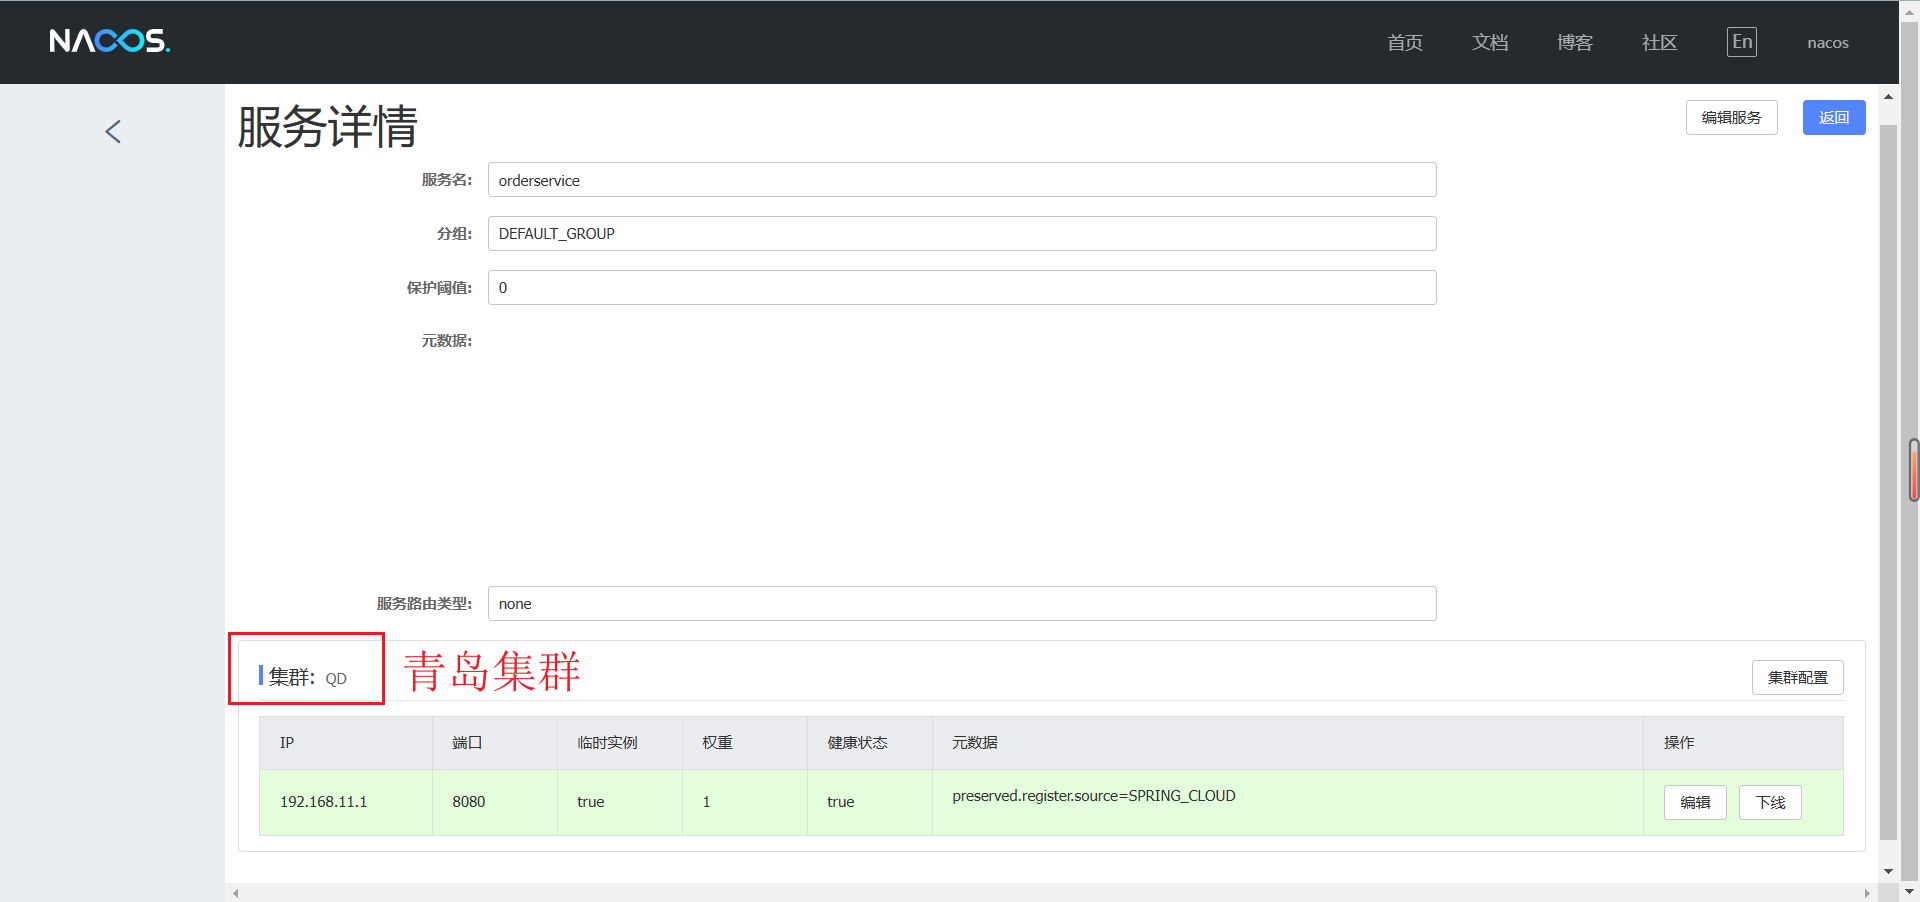 NACOS.
首页 文档 博客 社区 En nacos
服务详情
编辑服务 返回
服务名: orderservice
分组: DEFAULT_GROUP
保护阈值: 0
元数据:
服务路由类型: none
集群: QD 青岛集群 集群配置
IP 端口 临时实例 权重 健康状态 元数据 操作
192.168.11.1 8080 true 1 true preserved.register.source=SPRING_CLOUD 编辑 下线